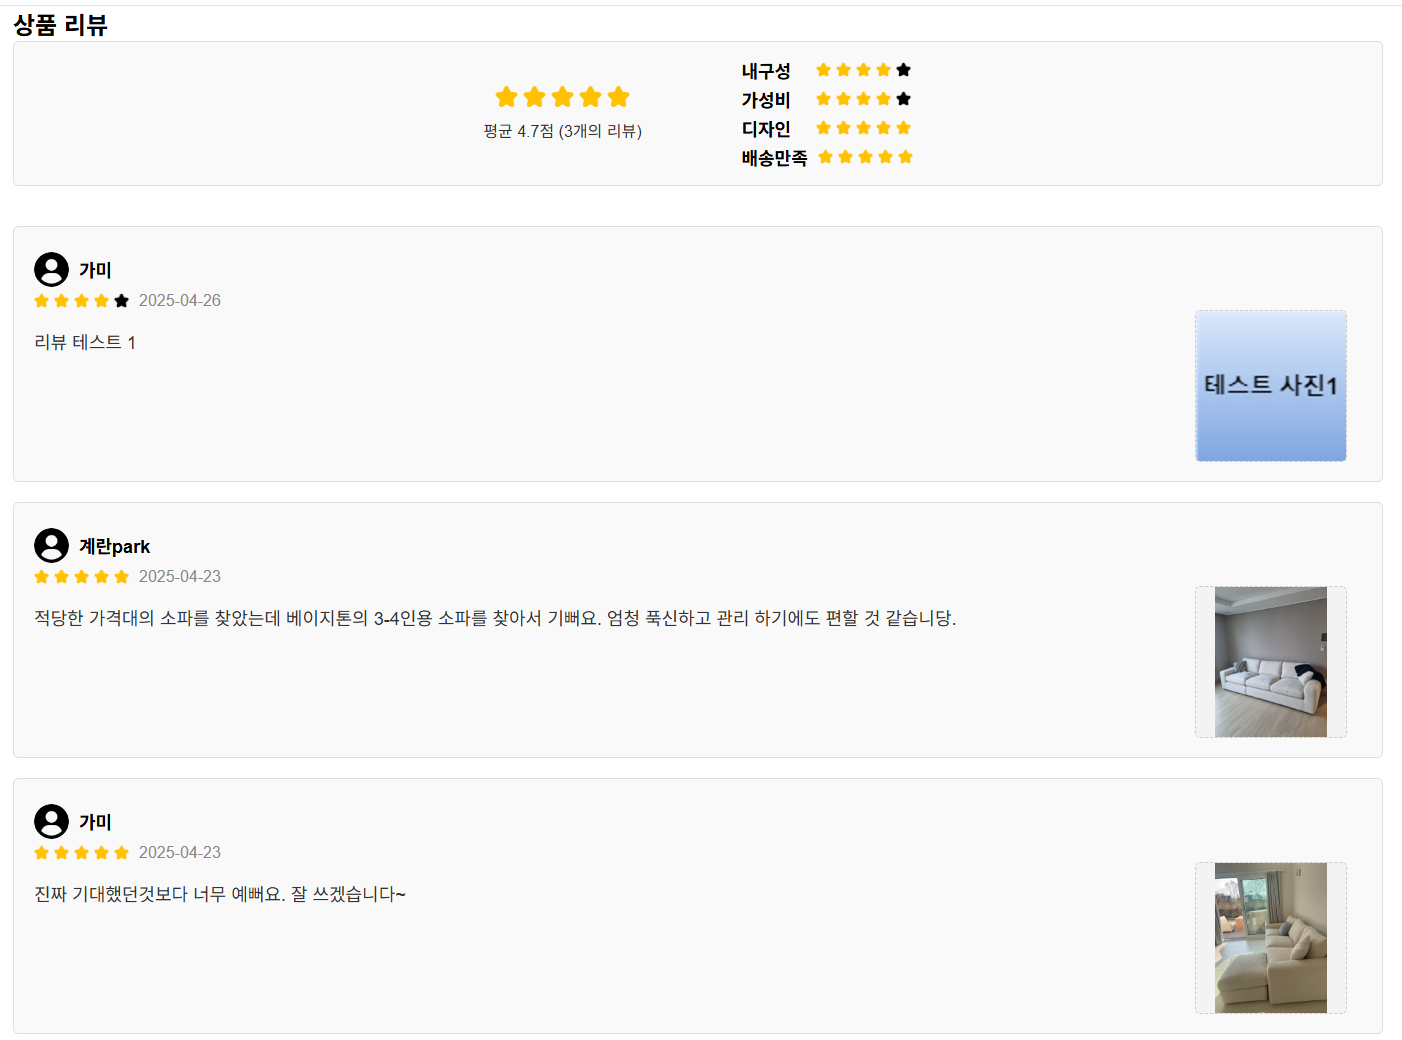 상품 리뷰
평균 4.7점 (3개의 리뷰)
내구성
가성비
디자인
배송만족
가미
2025-04-26
리뷰 테스트 1
테스트 사진1
계란park
2025-04-23
적당한 가격대의 소파를 찾았는데 베이지톤의 3-4인용 소파를 찾아서 기뻐요. 엄청 푹신하고 관리 하기에도 편할 것 같습니당.
가미
2025-04-23
진짜 기대했던것보다 너무 예뻐요. 잘 쓰겠습니다~